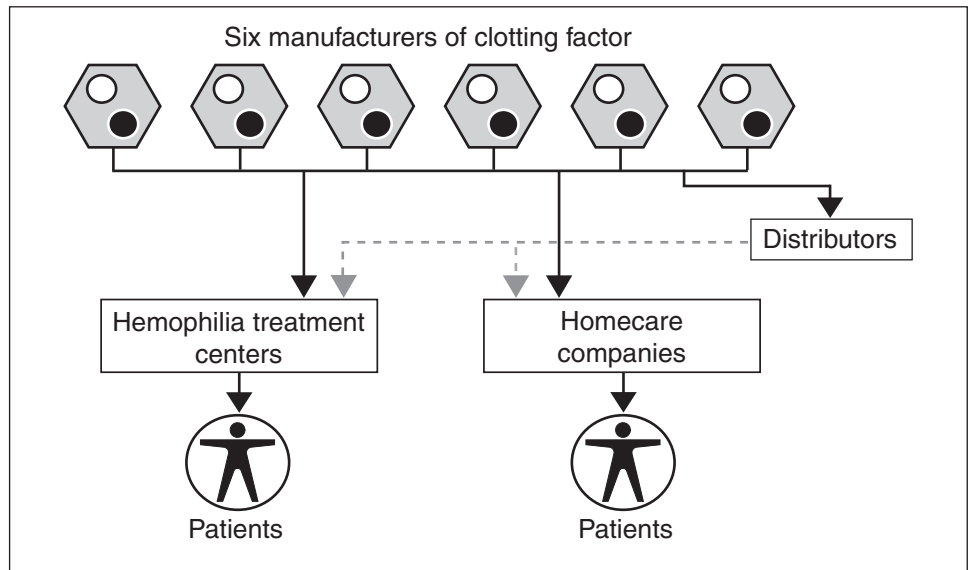 Six manufacturers of clotting factor
Distributors
Hemophilia treatment
centers
Homecare
companies
Patients
Patients